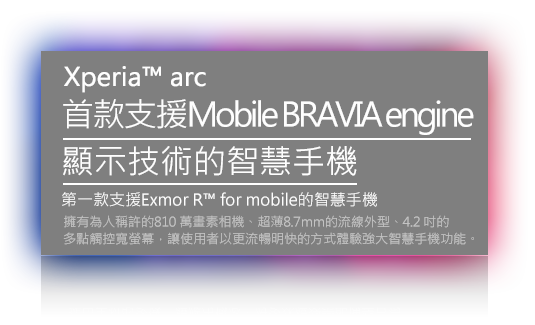 Xperia™ arc
首款支援Mobile BRAVIA engine
顯示技術的智慧手機
第一款支援Exmor R™ for mobile的智慧手機
擁有為人稱許的810 萬畫素相機、超薄8.7mm的流線外型、4.2 吋的
多點觸控寬螢幕，讓使用者以更流暢明快的方式體驗強大智慧手機功能。